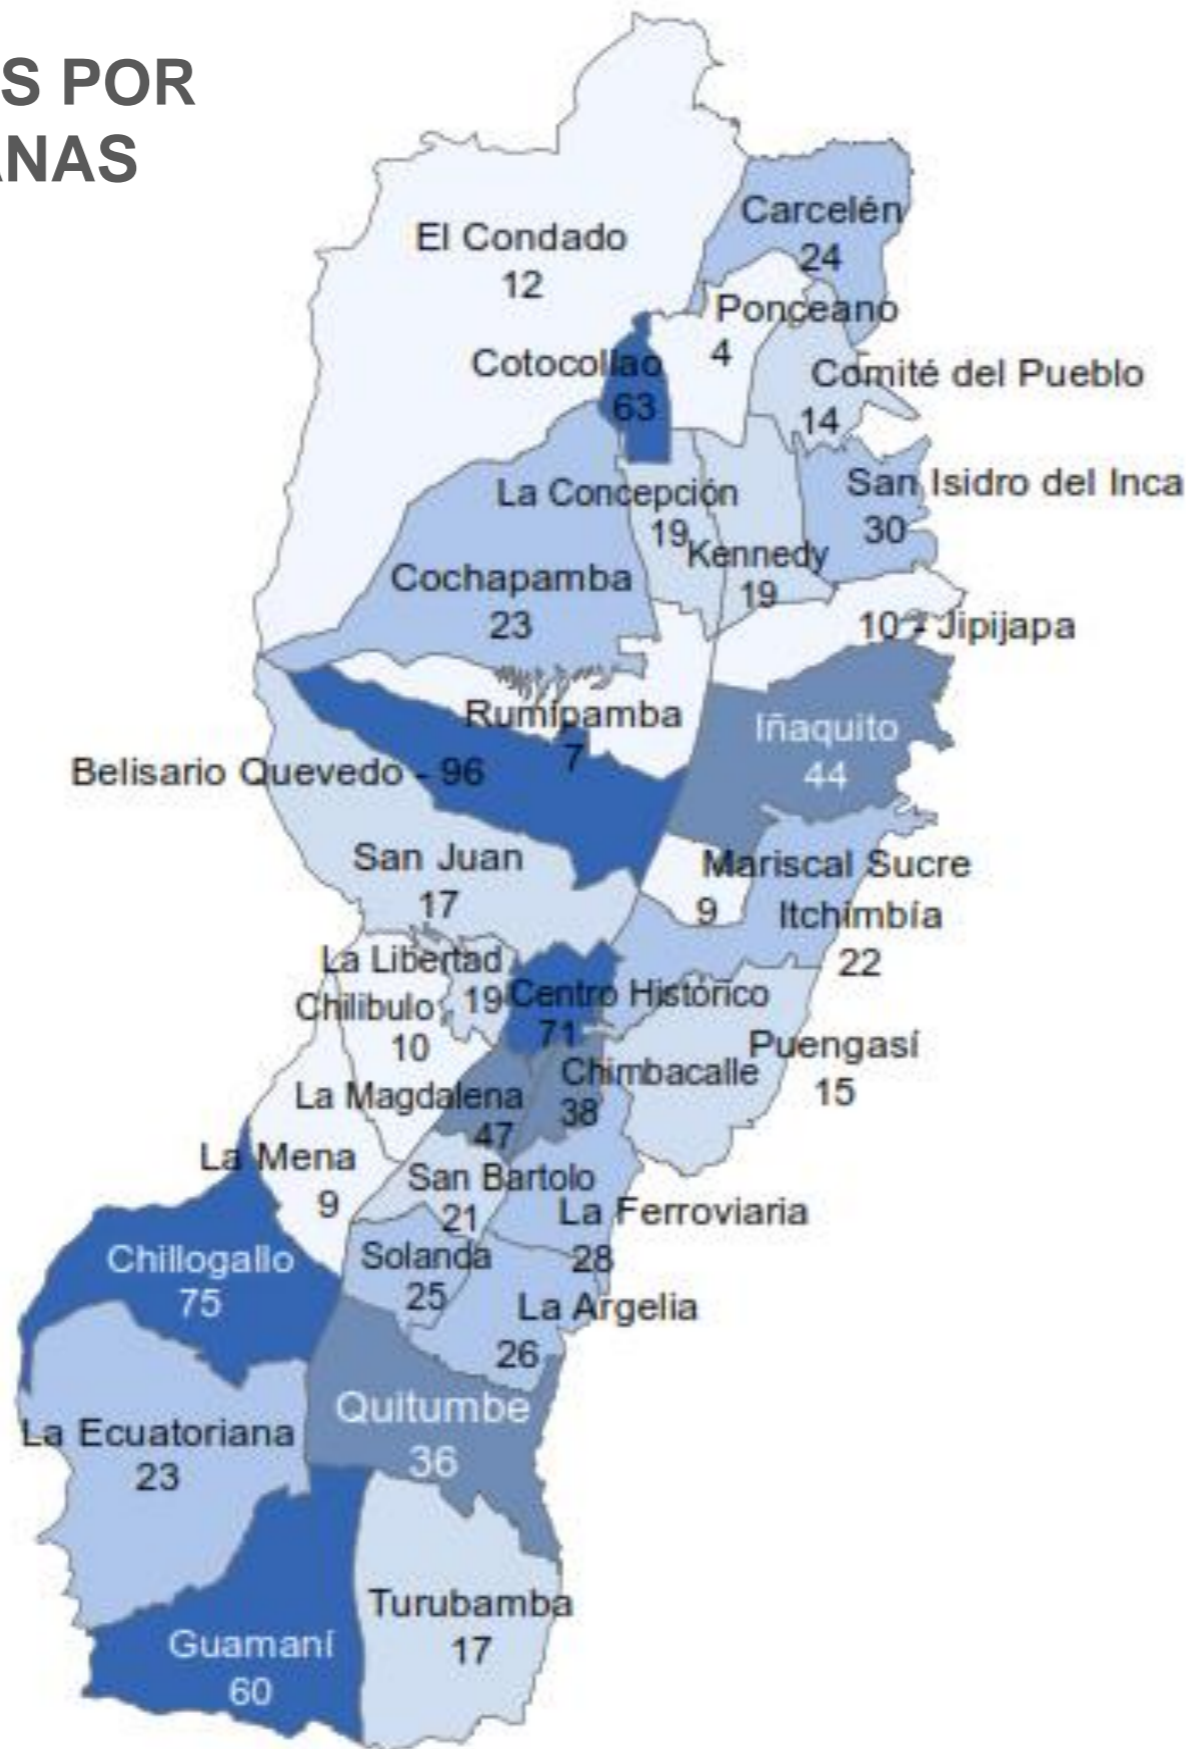 S POR
ANAS
Carcelén
24
El Condado
12
Ponceano
4
Cotocollao
63
Comité del Pueblo
14
La Concepción
19
San Isidro del Inca
30
Kennedy
19
Cochapamba
23
10 - Jipijapa
Rumipamba
7
Iñaquito
44
Belisario Quevedo - 96
San Juan
17
Mariscal Sucre
9
Itchimbía
22
La Libertad
19
Centro Histórico
71
Chilibulo
10
Puengasí
15
Chimbacalle
38
La Magdalena
47
La Mena
9
San Bartolo
21
La Ferroviaria
28
Chillogallo
75
Solanda
25
La Argelia
26
Quitumbe
36
La Ecuatoriana
23
Turubamba
17
Guamaní
60